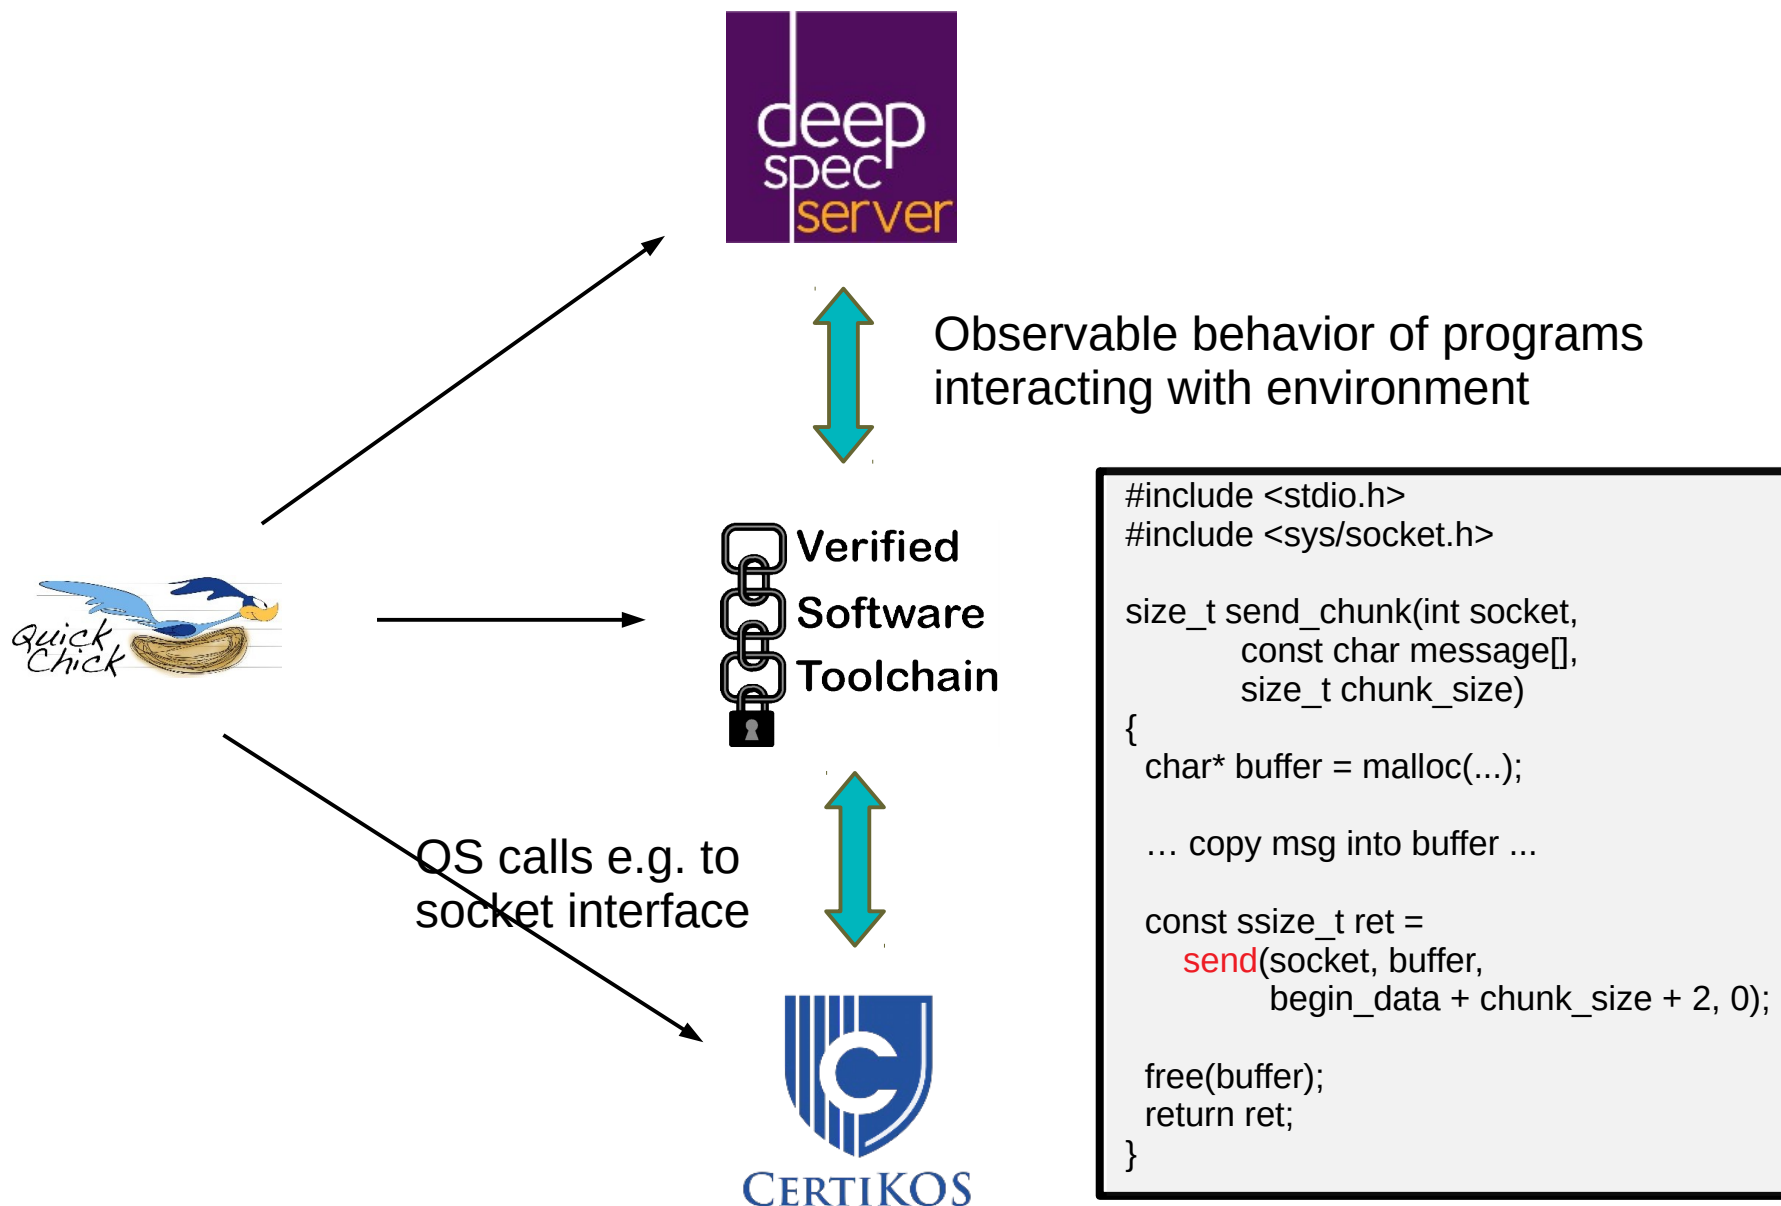 deep
spec
server
Observable behavior of programs
interacting with environment
Verified
Software
Toolchain
Quick
Chick
OS calls e.g. to
socket interface
C
CERTIKOS
#include <stdio.h>
#include <sys/socket.h>
size_t send_chunk(int socket,
const char message[],
size_t chunk_size)
{
char* buffer = malloc(...);
… copy msg into buffer ...
const ssize_t ret =
send(socket, buffer,
begin_data + chunk_size + 2, 0);
free(buffer);
return ret;
}